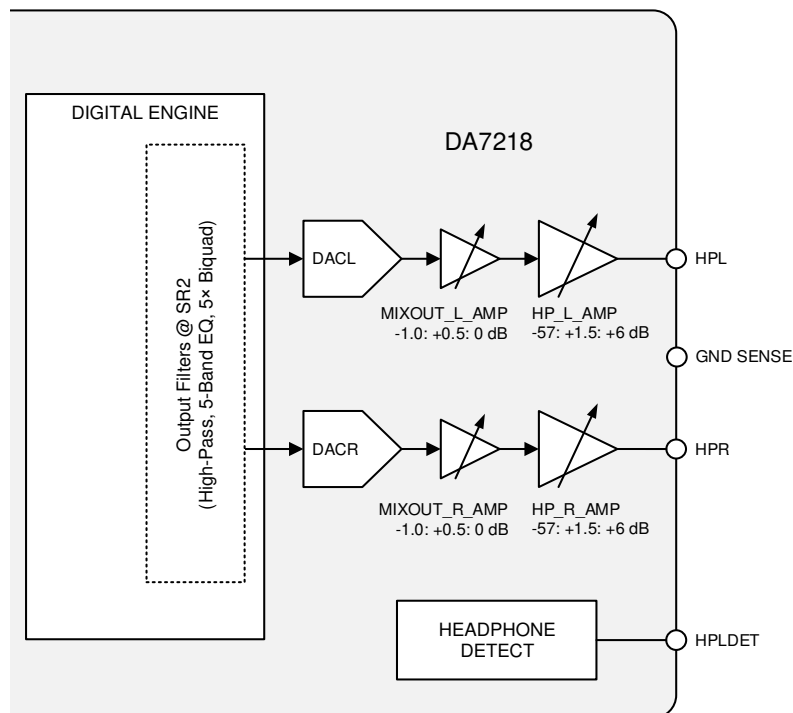 DIGITAL ENGINE
DA7218
Output Filters @ SR2
(High-Pass, 5-Band EQ, 5× Biquad)
DACL
MIXOUT_L_AMP
-1.0: +0.5: 0 dB
HP_L_AMP
-57: +1.5: +6 dB
HPL
GND SENSE
DACR
MIXOUT_R_AMP
-1.0: +0.5: 0 dB
HP_R_AMP
-57: +1.5: +6 dB
HPR
HEADPHONE
DETECT
HPLDET